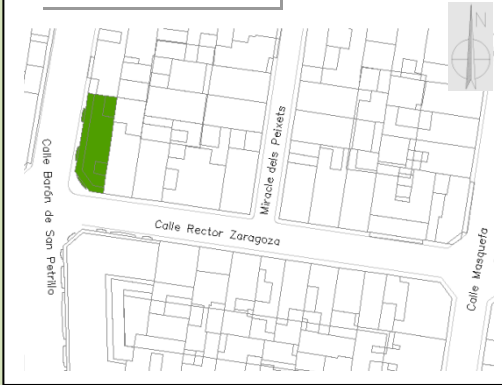 N
Calle Barón de San Petrillo
Miracle dels Peixets
Calle Rector Zaragoza
Calle Masquefa